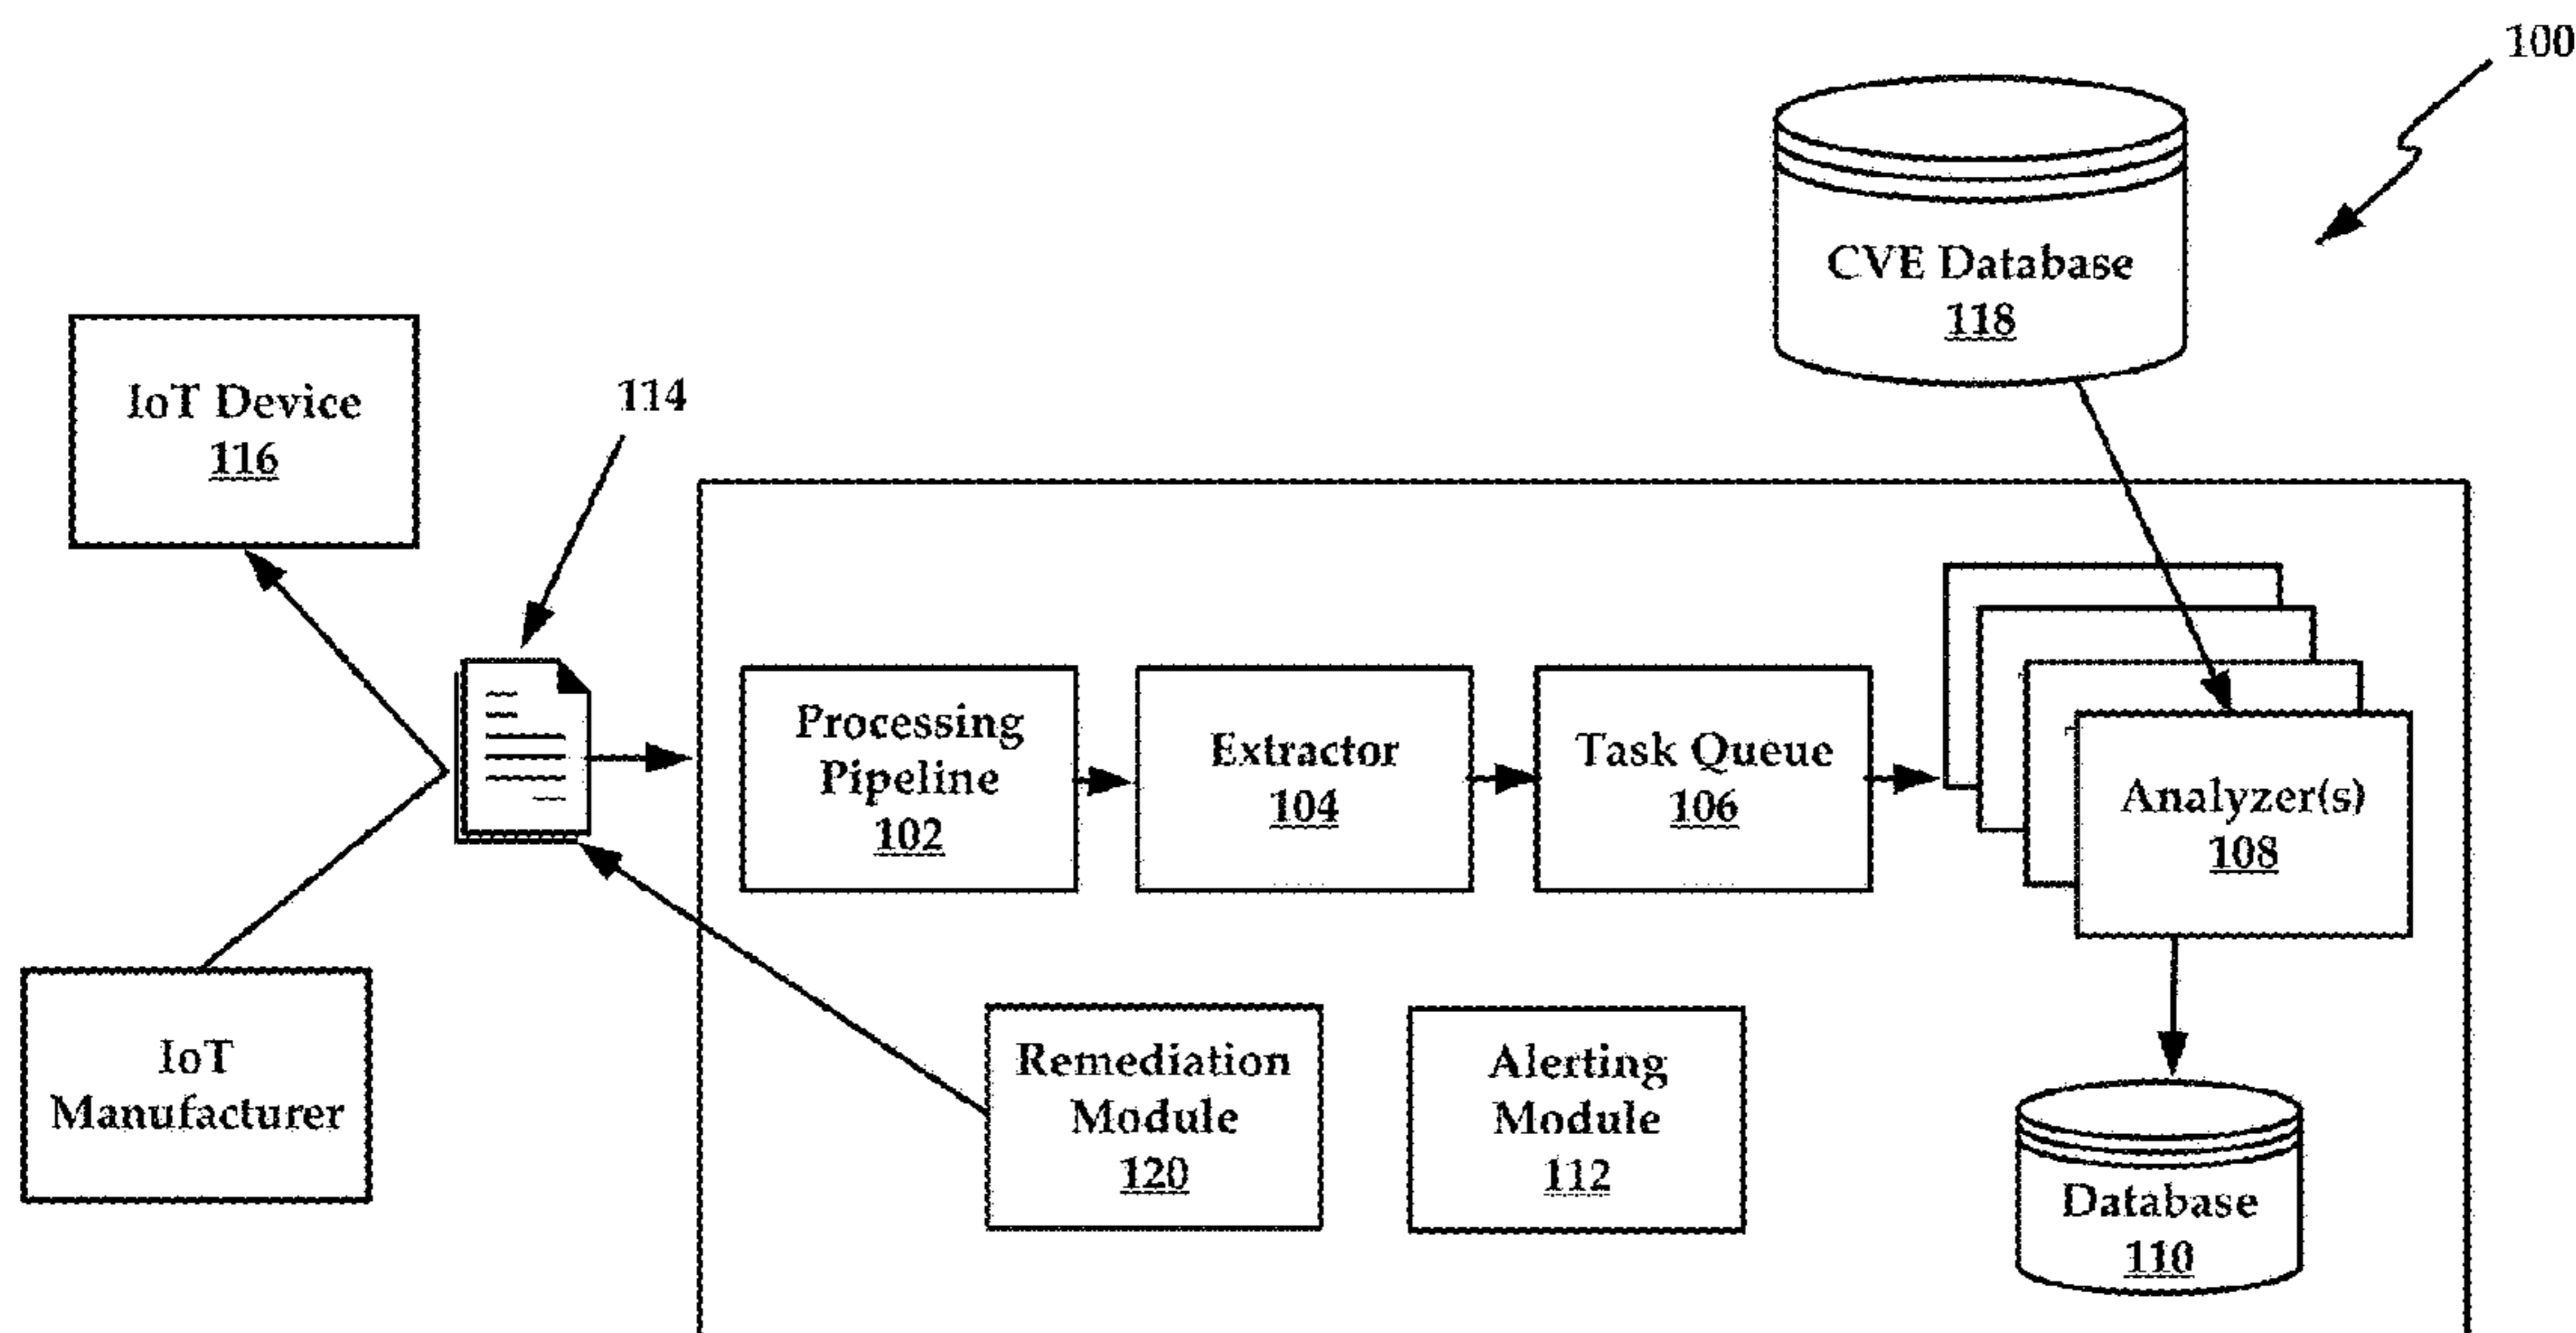 100
CVE Database
118
IoT Device
116
114
Processing
Pipeline
102
Extractor
104
Task Queue
106
Analyzer(s)
108
IoT
Manufacturer
Remediation
Module
120
Alerting
Module
112
Database
110